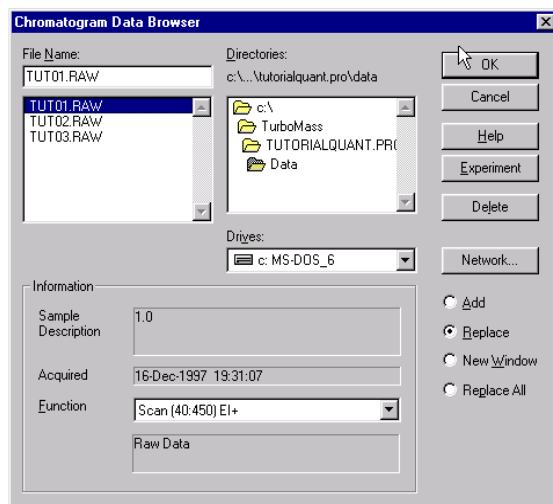 Chromatogram Data Browser
File Name:
TUT01.RAW
TUT01.RAW
TUT02.RAW
TUT03.RAW
Directories:
c:\...\tutorialquant.pro\data
c:\
TurboMass
TUTORIALQUANT.PR(
Data
Drives:
c: MS-DOS_6
OK
Cancel
Help
Experiment
Delete
Network...
Information
Sample Description
1.0
Acquired
16-Dec-1997 19:31:07
Function
Scan (40:450) EI+
Raw Data
Add
Replace
New Window
Replace All